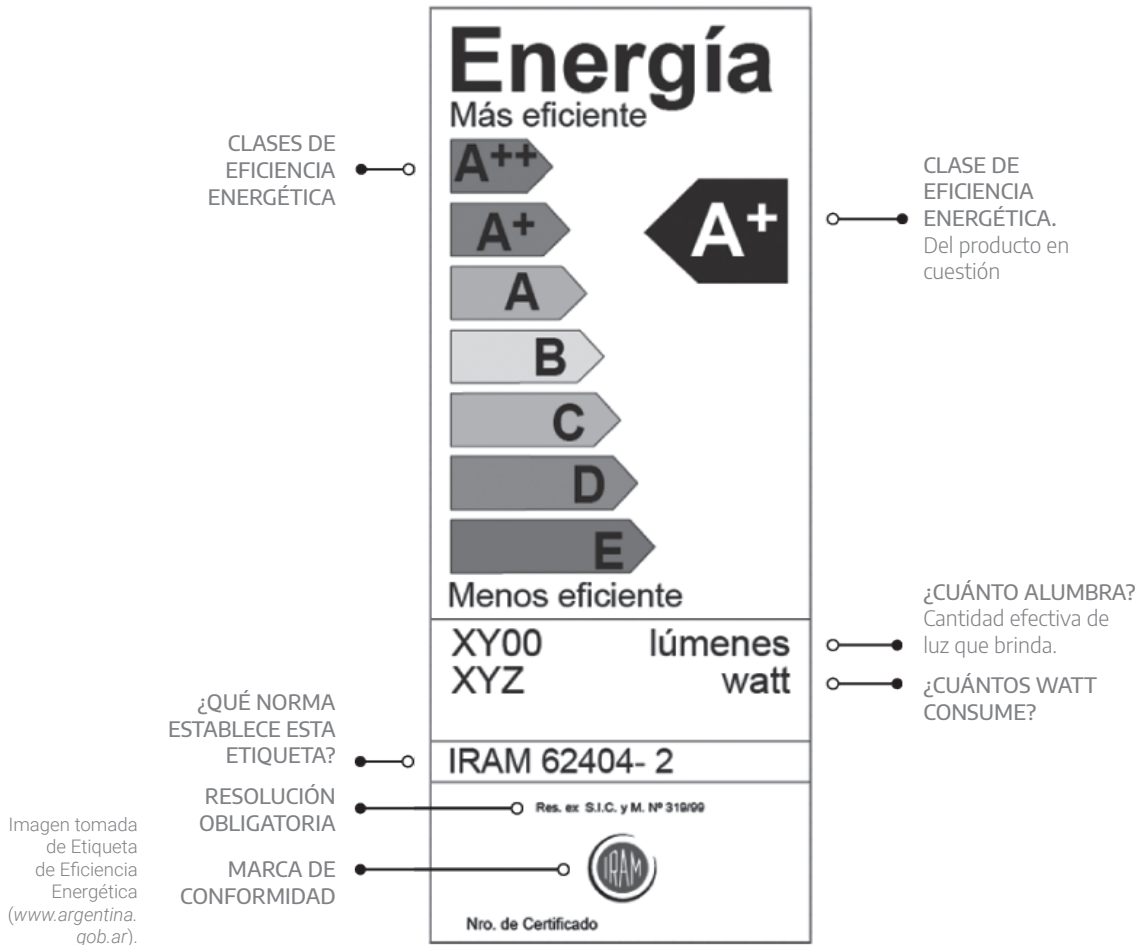 Energía
Más eficiente
CLASES DE
EFICIENCIA
ENERGÉTICA
A++
A+
A
B
C
D
E
A+
CLASE DE
EFICIENCIA
ENERGÉTICA.
Del producto en
cuestión
Menos eficiente
XY00 lúmenes
XYZ watt
¿CUÁNTO ALUMBRA?
Cantidad efectiva de
luz que brinda.
¿CUÁNTOS WATT
CONSUME?
¿QUÉ NORMA
ESTABLECE ESTA
ETIQUETA?
IRAM 62404- 2
RESOLUCIÓN
OBLIGATORIA
Res. ex S.I.C. y M. Nº 319/99
MARCA DE
CONFORMIDAD
IRAM
Nro. de Certificado
Imagen tomada
de Etiqueta
de Eficiencia
Energética
(www.argentina.
gob.ar).